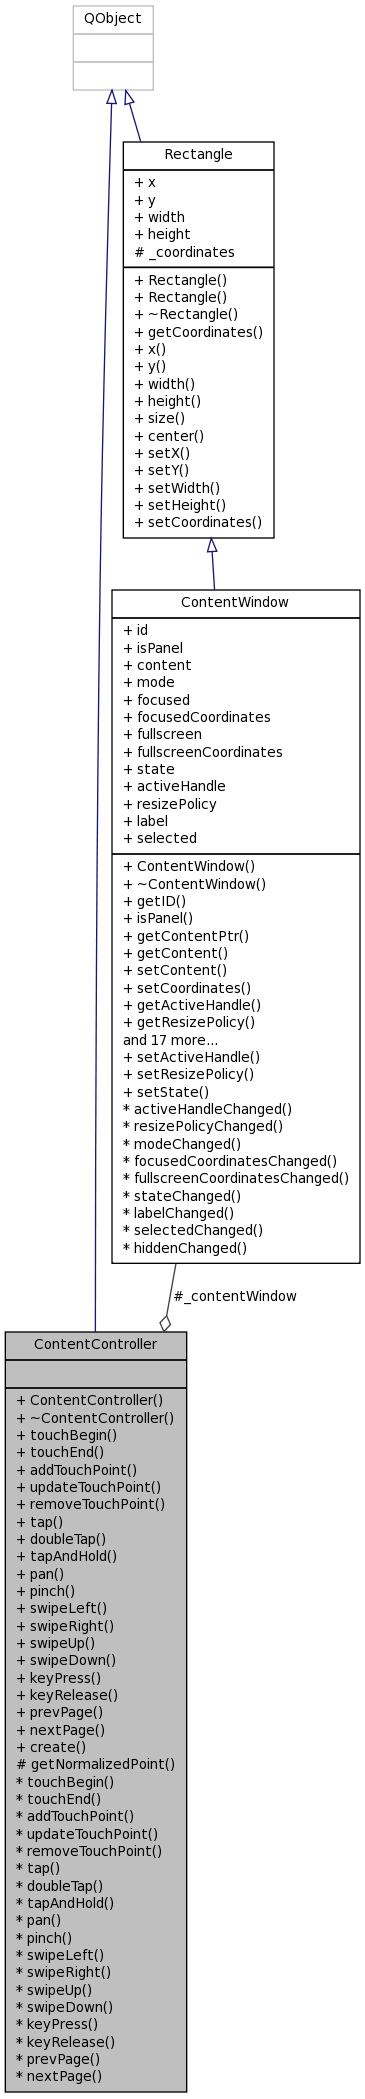 QObject
Rectangle
+ x
+ y
+ width
+ height
# _coordinates
+ Rectangle()
+ Rectangle()
+ ~Rectangle()
+ getCoordinates()
+ x()
+ y()
+ width()
+ height()
+ size()
+ center()
+ setX()
+ setY()
+ setWidth()
+ setHeight()
+ setCoordinates()
ContentWindow
+ id
+ isPanel
+ content
+ mode
+ focused
+ focusedCoordinates
+ fullscreen
+ fullscreenCoordinates
+ state
+ activeHandle
+ resizePolicy
+ label
+ selected
+ ContentWindow()
+ ~ContentWindow()
+ getID()
+ isPanel()
+ getContentPtr()
+ getContent()
+ setContent()
+ setCoordinates()
+ getActiveHandle()
+ getResizePolicy()
and 17 more...
+ setActiveHandle()
+ setResizePolicy()
+ setState()
* activeHandleChanged()
* resizePolicyChanged()
* modeChanged()
* focusedCoordinatesChanged()
* fullscreenCoordinatesChanged()
* stateChanged()
* labelChanged()
* selectedChanged()
* hiddenChanged()
#_contentWindow
ContentController
+ ContentController()
+ ~ContentController()
+ touchBegin()
+ touchEnd()
+ addTouchPoint()
+ updateTouchPoint()
+ removeTouchPoint()
+ tap()
+ doubleTap()
+ tapAndHold()
+ pan()
+ pinch()
+ swipeLeft()
+ swipeRight()
+ swipeUp()
+ swipeDown()
+ keyPress()
+ keyRelease()
+ prevPage()
+ nextPage()
+ create()
# getNormalizedPoint()
* touchBegin()
* touchEnd()
* addTouchPoint()
* updateTouchPoint()
* removeTouchPoint()
* tap()
* doubleTap()
* tapAndHold()
* pan()
* pinch()
* swipeLeft()
* swipeRight()
* swipeUp()
* swipeDown()
* keyPress()
* keyRelease()
* prevPage()
* nextPage()